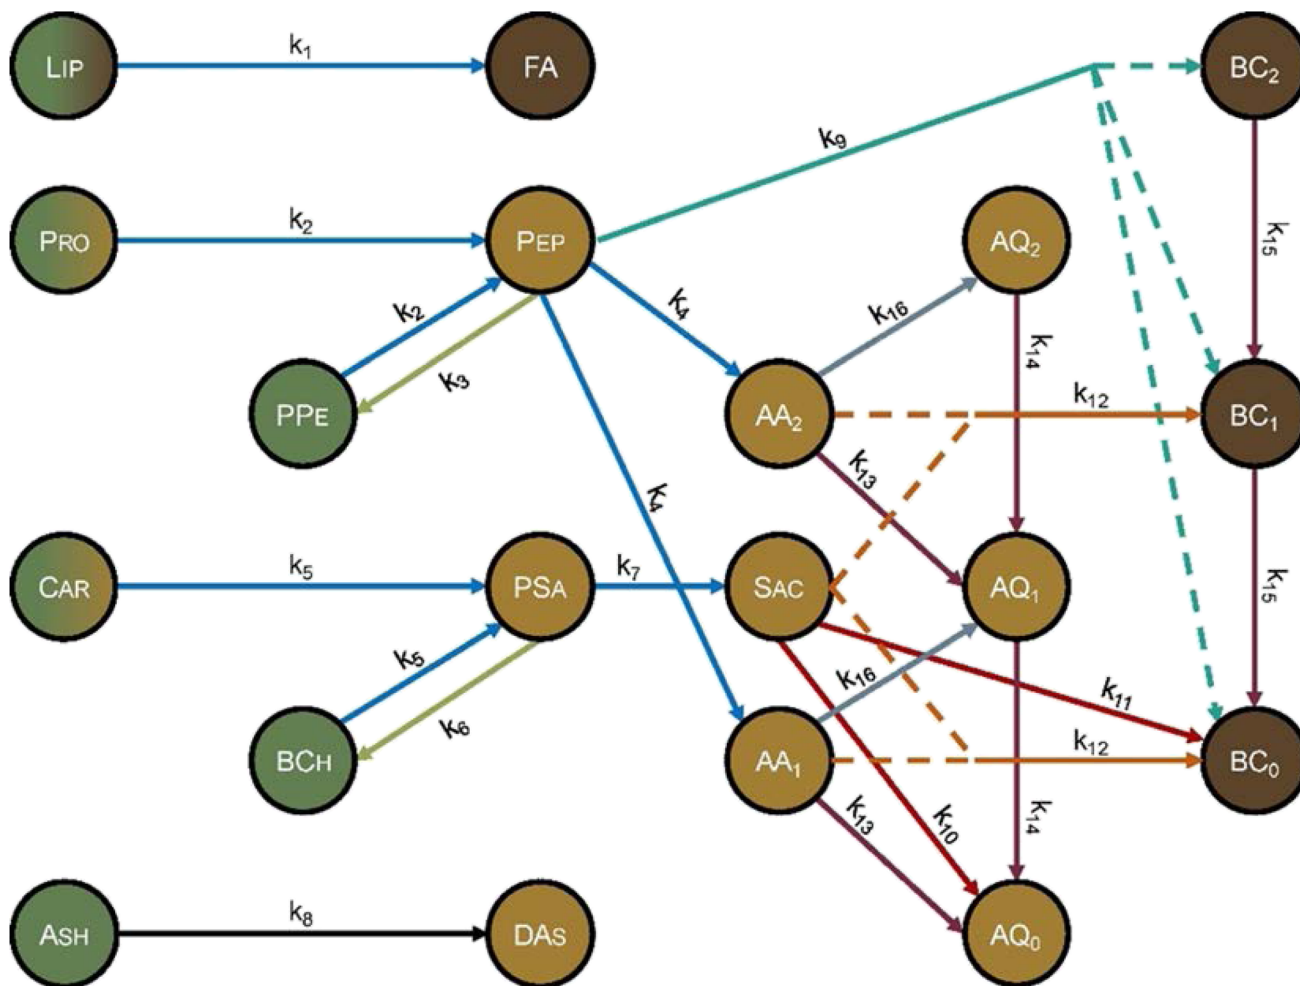 LIP
k₁
FA
BC₂
k₉
PRO
k₂
PEP
AQ₂
k₁₅
k₂
k₄
k₁₆
k₃
k₁₄
PPE
AA₂
k₁₂
BC₁
k₁₃
k₄
CAR
k₅
PSA
k₇
SAC
AQ₁
k₁₅
k₅
k₁₆
k₁₁
k₆
BCH
AA₁
k₁₂
BC₀
k₁₃
k₁₀
k₁₄
ASH
k₈
DAS
AQ₀